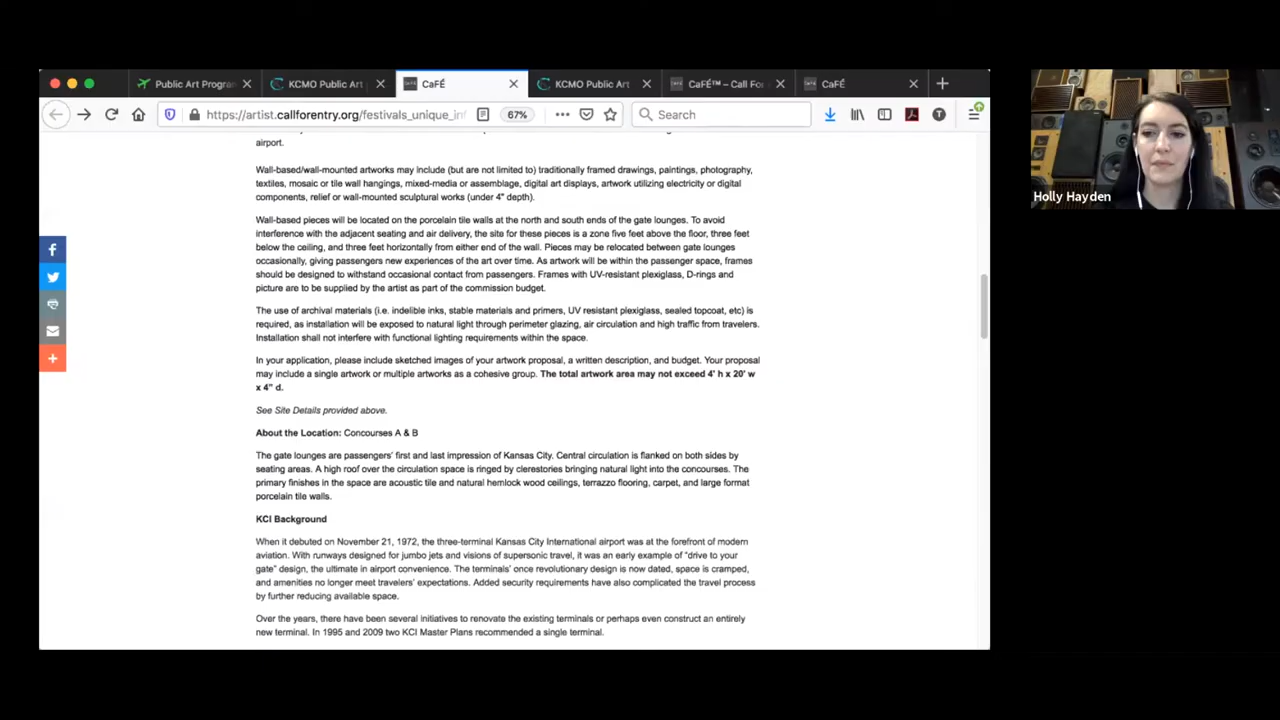 Public Art Progran
KCMO Public Art
CaFÉ
KCMO Public Art
CaFÉ™ – Call Fo
CaFÉ
https://artist.callforentry.org/festivals_unique_in
67%
Search
T
airport.
Wall-based/wall-mounted artworks may include (but are not limited to) traditionally framed drawings, paintings, photography,
textiles, mosaic or tile wall hangings, mixed-media or assemblage, digital art displays, artwork utilizing electricity or digital
components, relief or wall-mounted sculptural works (under 4" depth).
Wall-based pieces will be located on the porcelain tile walls at the north and south ends of the gate lounges. To avoid
interference with the adjacent seating and air delivery, the site for these pieces is a zone five feet above the floor, three feet
below the ceiling, and three feet horizontally from either end of the wall. Pieces may be relocated between gate lounges
occasionally, giving passengers new experiences of the art over time. As artwork will be within the passenger space, frames
should be designed to withstand occasional contact from passengers. Frames with UV-resistant plexiglass, D-rings and
picture are to be supplied by the artist as part of the commission budget.
The use of archival materials (i.e. indelible inks, stable materials and primers, UV resistant plexiglass, sealed topcoat, etc) is
required, as installation will be exposed to natural light through perimeter glazing, air circulation and high traffic from travelers.
Installation shall not interfere with functional lighting requirements within the space.
In your application, please include sketched images of your artwork proposal, a written description, and budget. Your proposal
may include a single artwork or multiple artworks as a cohesive group. The total artwork area may not exceed 4' h x 20' w
x 4" d.
See Site Details provided above.
About the Location: Concourses A & B
The gate lounges are passengers' first and last impression of Kansas City. Central circulation is flanked on both sides by
seating areas. A high roof over the circulation space is ringed by clerestories bringing natural light into the concourses. The
primary finishes in the space are acoustic tile and natural hemlock wood ceilings, terrazzo flooring, carpet, and large format
porcelain tile walls.
KCI Background
When it debuted on November 21, 1972, the three-terminal Kansas City International airport was at the forefront of modern
aviation. With runways designed for jumbo jets and visions of supersonic travel, it was an early example of "drive to your
gate" design, the ultimate in airport convenience. The terminals' once revolutionary design is now dated, space is cramped,
and amenities no longer meet travelers' expectations. Added security requirements have also complicated the travel process
by further reducing available space.
Over the years, there have been several initiatives to renovate the existing terminals or perhaps even construct an entirely
new terminal. In 1995 and 2009 two KCI Master Plans recommended a single terminal.
Holly Hayden